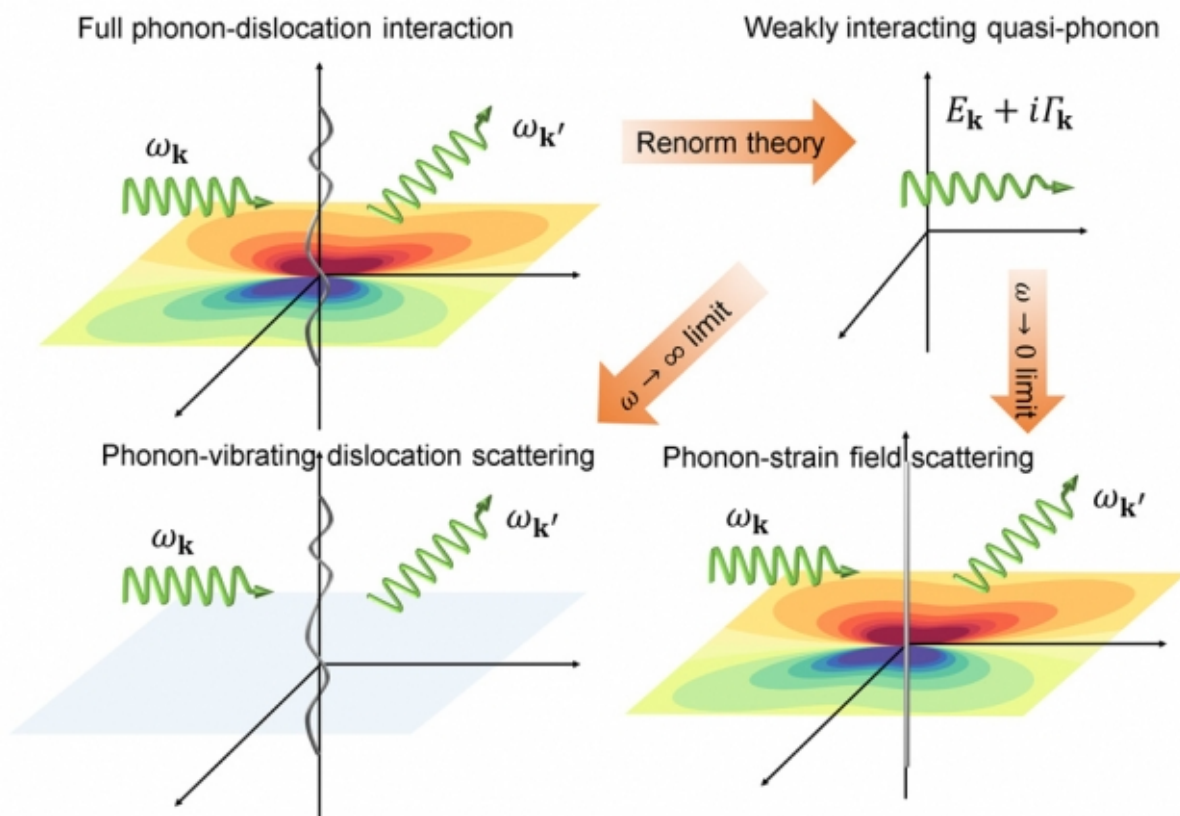 Full phonon-dislocation interaction
Weakly interacting quasi-phonon
ω𝐤
ω𝐤′
Renorm theory
E𝐤 + iΓ𝐤
ω → ∞ limit
ω → 0 limit
Phonon-vibrating dislocation scattering
Phonon-strain field scattering
ω𝐤
ω𝐤′
ω𝐤
ω𝐤′